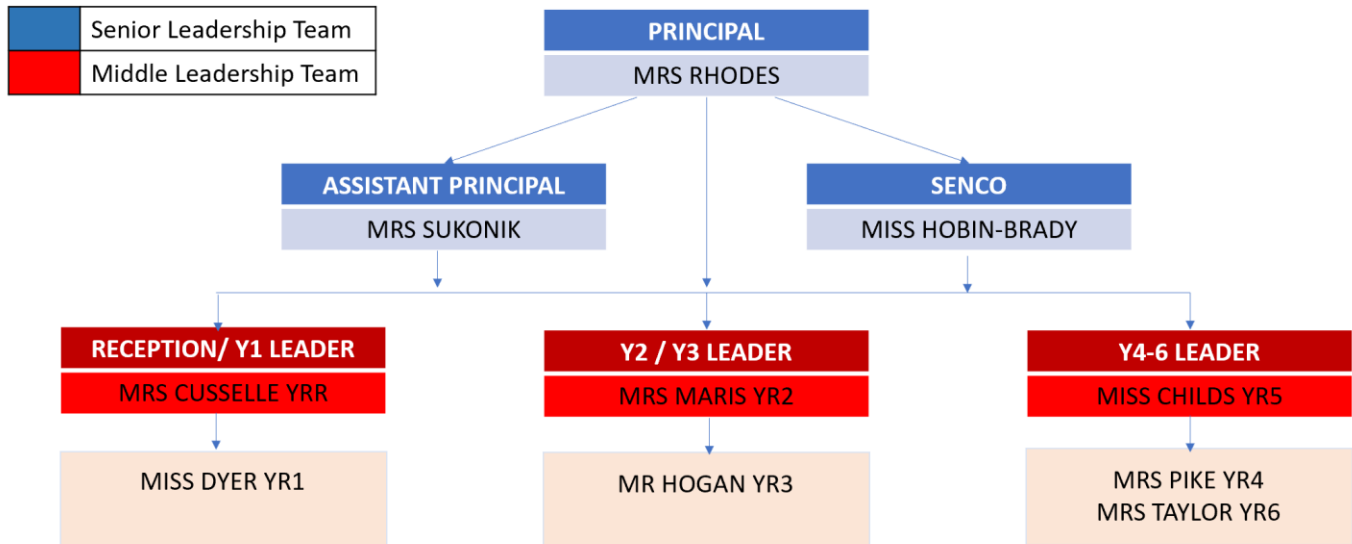 Senior Leadership Team
Middle Leadership Team
PRINCIPAL
MRS RHODES
ASSISTANT PRINCIPAL
MRS SUKONIK
SENCO
MISS HOBIN-BRADY
RECEPTION/ Y1 LEADER
MRS CUSSELLE YRR
Y2 / Y3 LEADER
MRS MARIS YR2
Y4-6 LEADER
MISS CHILDS YR5
MISS DYER YR1
MR HOGAN YR3
MRS PIKE YR4
MRS TAYLOR YR6